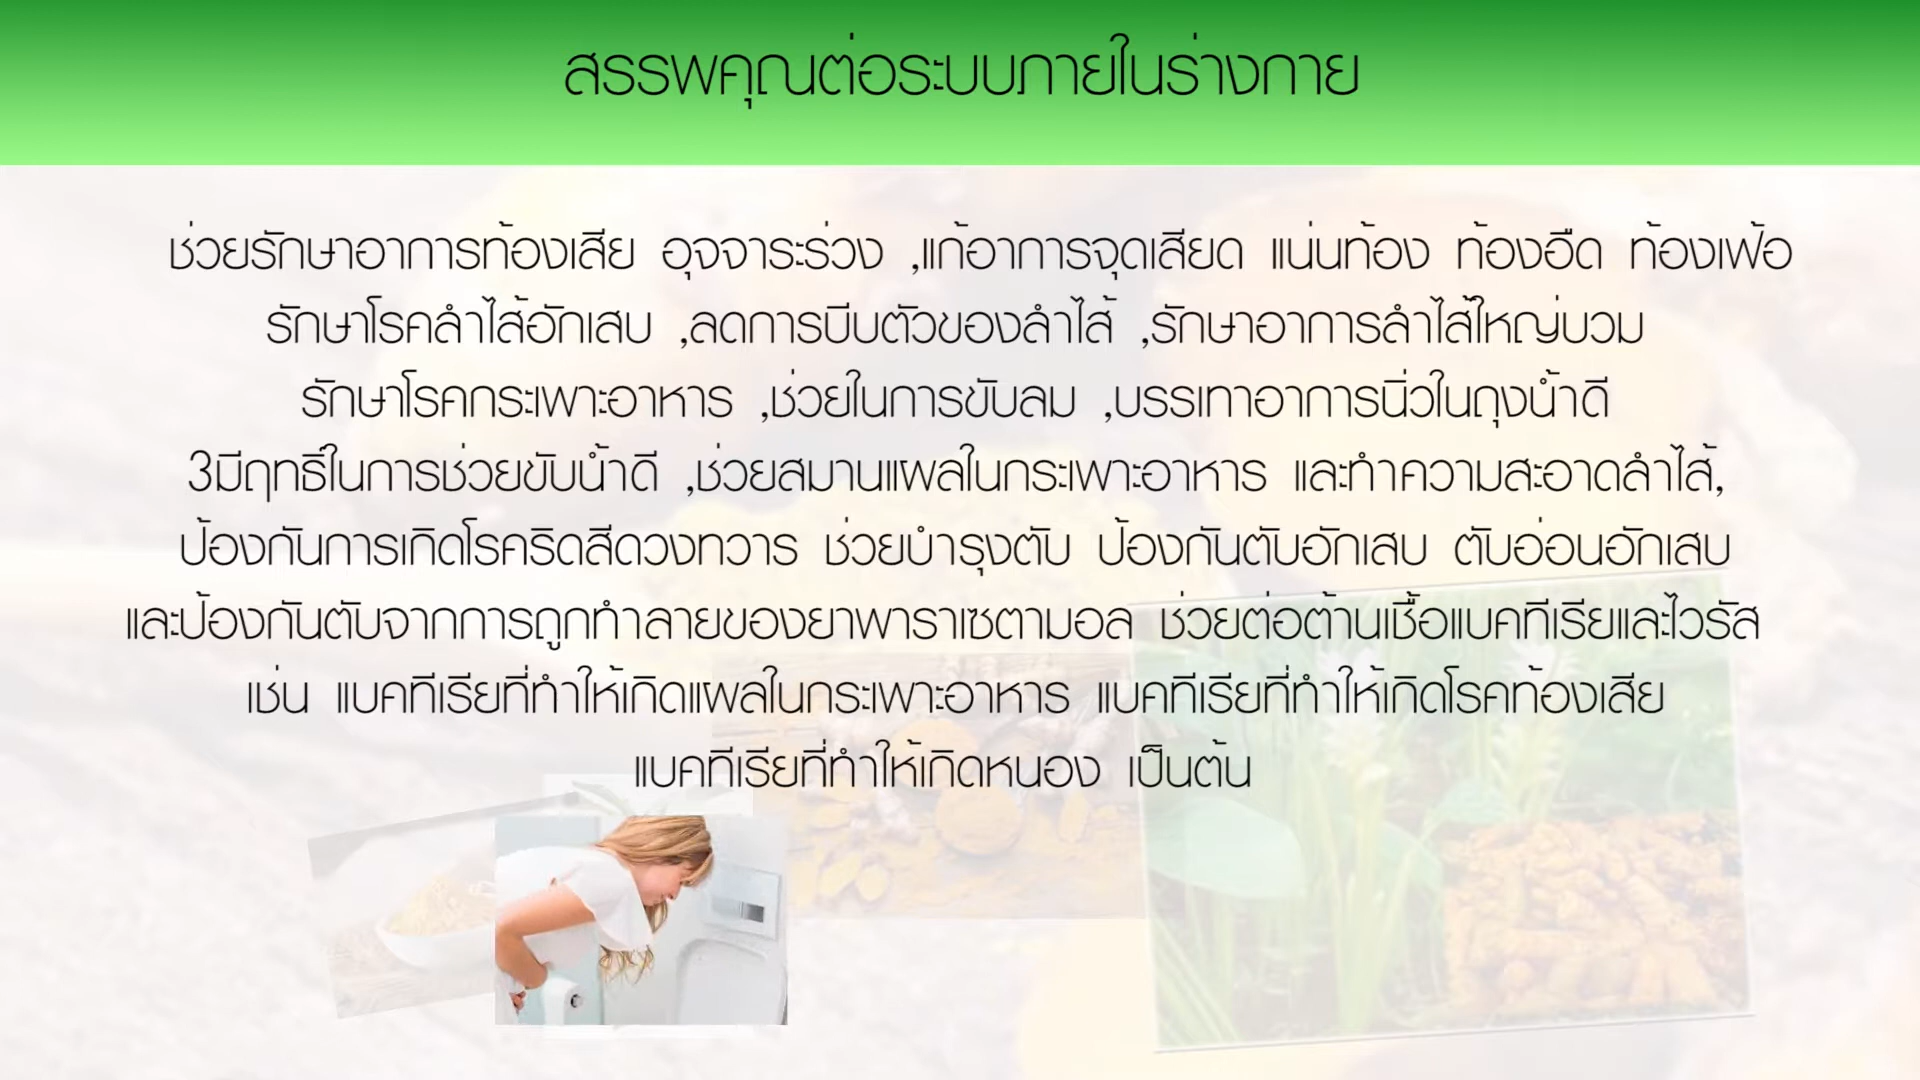 สรรพคุณต่อระบบภายในร่างกาย
ช่วยรักษาอาการท้องเสีย อุจจาระร่วง ,แก้อาการจุดเสียด แน่นท้อง ท้องอืด ท้องเฟ้อ
รักษาโรคลำไส้อักเสบ ,ลดการบีบตัวของลำไส้ ,รักษาอาการลำไส้ใหญ่บวม
รักษาโรคกระเพาะอาหาร ,ช่วยในการขับลม ,บรรเทาอาการนิ่วในถุงน้ำดี
3มีฤทธิ์ในการช่วยขับน้ำดี ,ช่วยสมานแผลในกระเพาะอาหาร และทำความสะอาดลำไส้,
ป้องกันการเกิดโรคริดสีดวงทวาร ช่วยบำรุงตับ ป้องกันตับอักเสบ ตับอ่อนอักเสบ
และป้องกันตับจากการถูกทำลายของยาพาราเซตามอล ช่วยต่อต้านเชื้อแบคทีเรียและไวรัส
เช่น แบคทีเรียที่ทำให้เกิดแผลในกระเพาะอาหาร แบคทีเรียที่ทำให้เกิดโรคท้องเสีย
แบคทีเรียที่ทำให้เกิดหนอง เป็นต้น